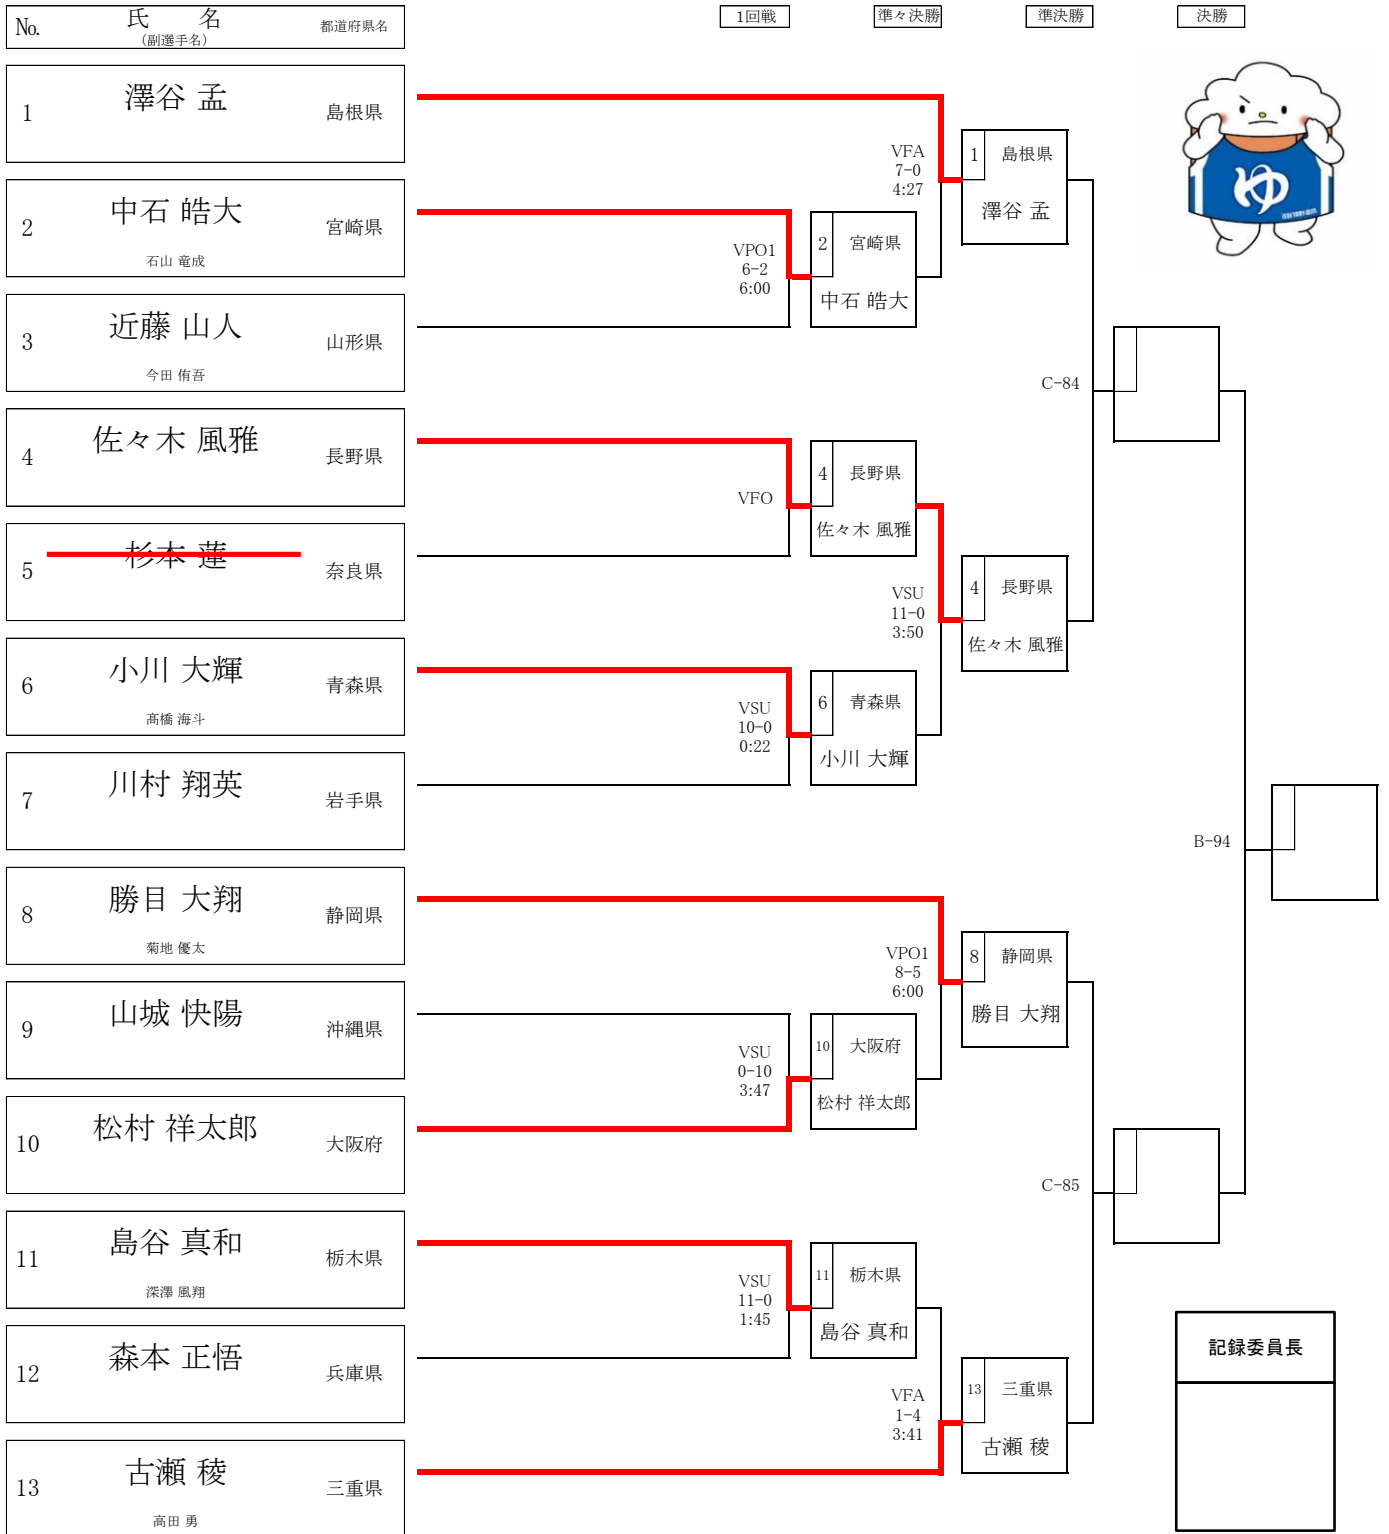 No. 氏　名 都道府県名 1回戦 準々決勝 準決勝 決勝
(副選手名)
1 澤谷 孟 島根県
2 中石 皓大 宮崎県
石山 竜成
3 近藤 山人 山形県
今田 侑吾
4 佐々木 風雅 長野県
5 杉本 蓮 奈良県
6 小川 大輝 青森県
髙橋 海斗
7 川村 翔英 岩手県
8 勝目 大翔 静岡県
菊地 優太
9 山城 快陽 沖縄県
10 松村 祥太郎 大阪府
11 島谷 真和 栃木県
深澤 風翔
12 森本 正悟 兵庫県
13 古瀬 稜 三重県
高田 勇
VPO1
6-2
6:00
VFO
VSU
10-0
0:22
VSU
0-10
3:47
VSU
11-0
1:45
2 宮崎県
中石 皓大
4 長野県
佐々木 風雅
6 青森県
小川 大輝
10 大阪府
松村 祥太郎
11 栃木県
島谷 真和
VFA
7-0
4:27
VSU
11-0
3:50
VPO1
8-5
6:00
VFA
1-4
3:41
1 島根県
澤谷 孟
4 長野県
佐々木 風雅
8 静岡県
勝目 大翔
13 三重県
古瀬 稜
C-84
C-85
B-94
ゆ
記録委員長